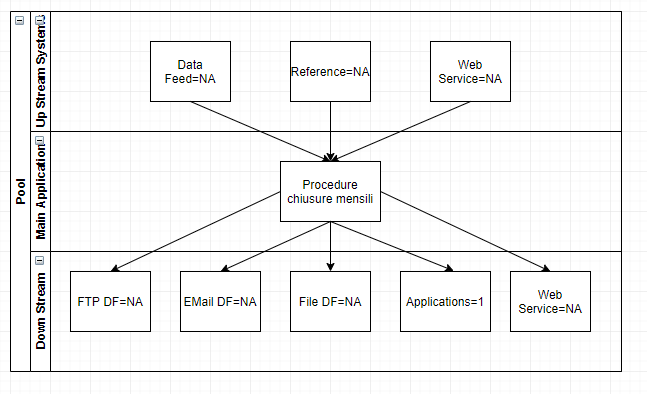 Pool
Up Stream Systems
Data
Feed=NA
Reference=NA
Web
Service=NA
Main Application
Procedure
chiusure mensili
Down Stream
FTP DF=NA
EMail DF=NA
File DF=NA
Applications=1
Web
Service=NA